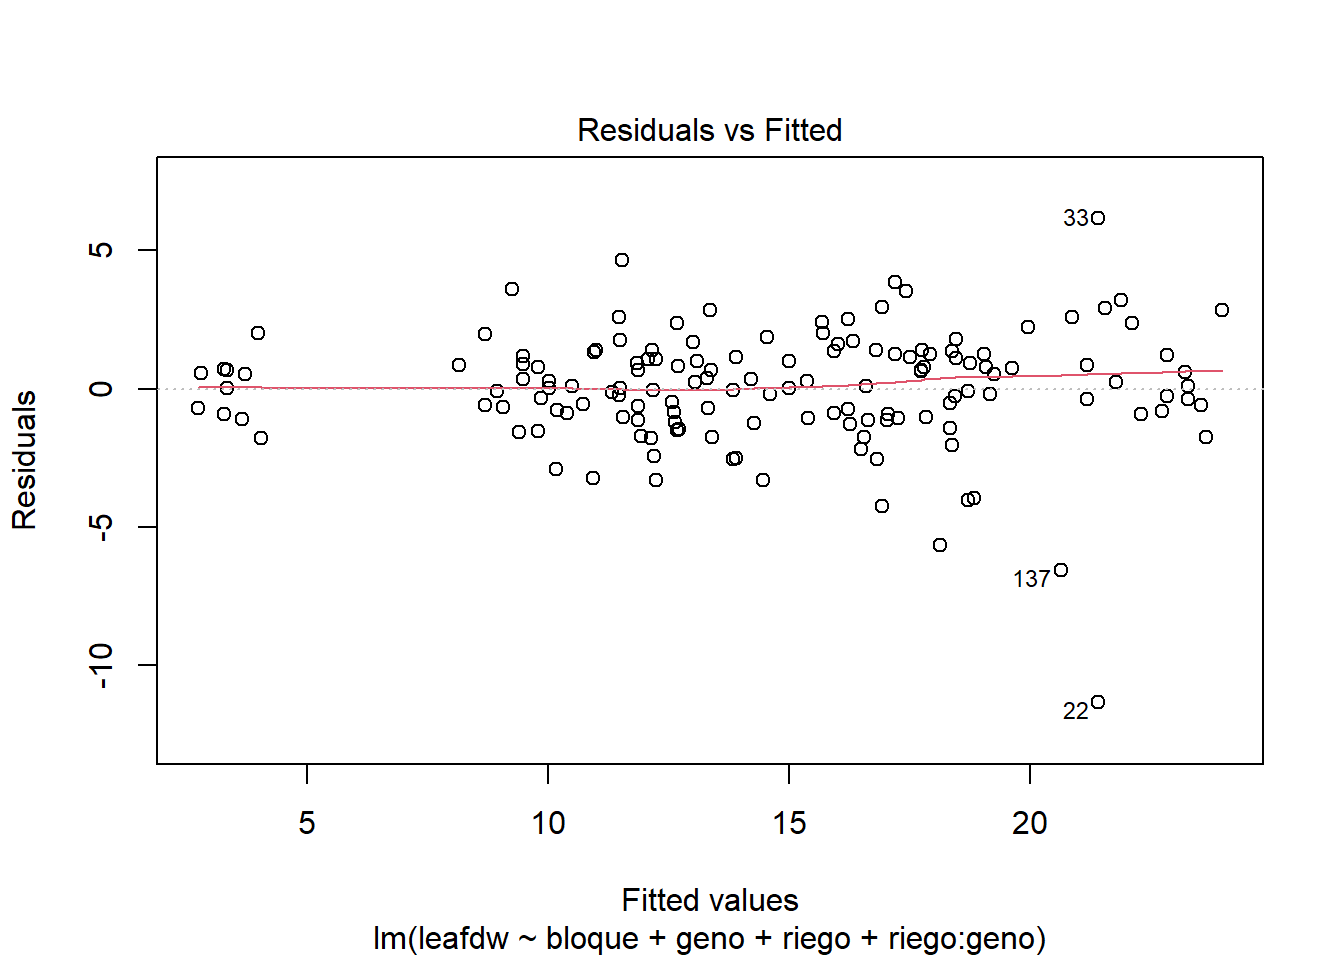 Residuals vs Fitted
Residuals
5
0
-5
-10
33
137
22
5
10
15
20
Fitted values
lm(leafdw ~ bloque + geno + riego + riego:geno)